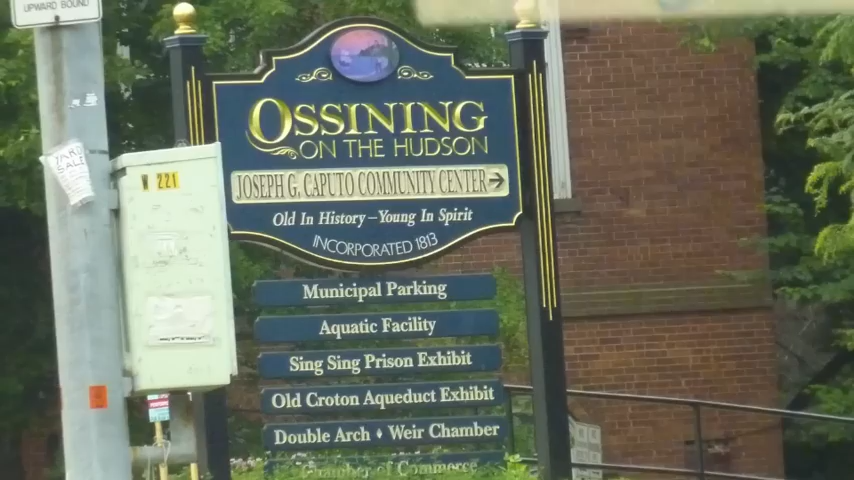 UPWARD BOUND
OSSINING
ON THE HUDSON
JOSEPH G. CAPUTO COMMUNITY CENTER →
Old In History – Young In Spirit
INCORPORATED 1813
YARD
SALE
W 221
Municipal Parking
Aquatic Facility
Sing Sing Prison Exhibit
Old Croton Aqueduct Exhibit
Double Arch ♦ Weir Chamber
Chamber of Commerce